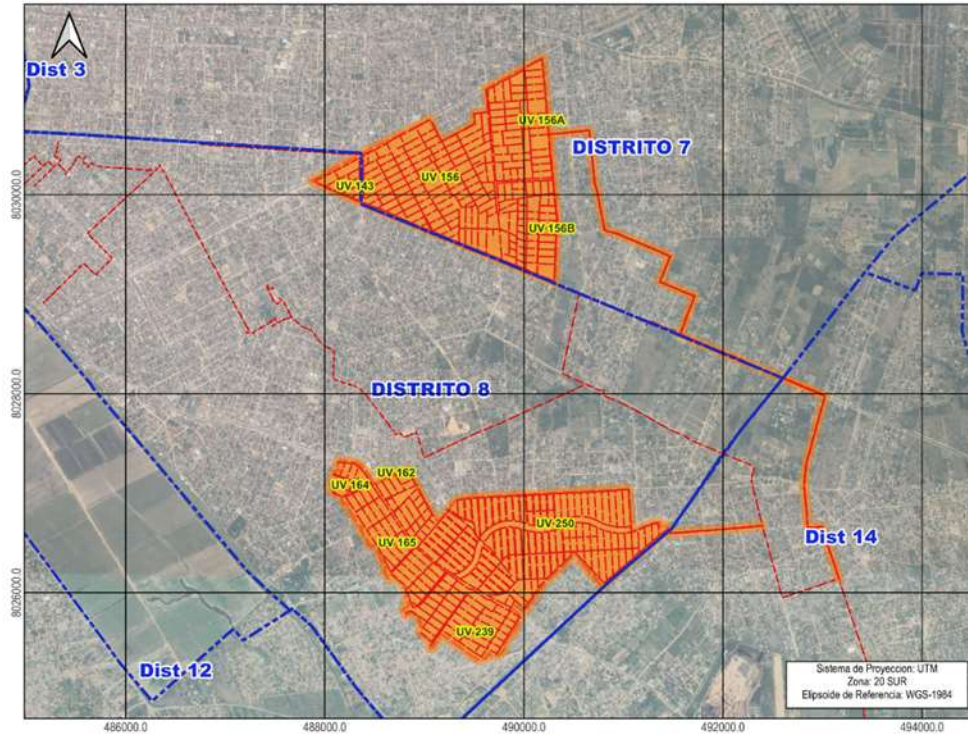 Dist 3
UV 156A
DISTRITO 7
UV 143
UV 156
UV 156B
8030000.0
DISTRITO 8
8028000.0
UV 162
UV 164
UV 250
UV 165
Dist 14
8026000.0
UV 239
Dist 12
Sistema de Proyeccion: UTM
Zona: 20 SUR
Elipsoide de Referencia: WGS-1984
486000.0
488000.0
490000.0
492000.0
494000.0